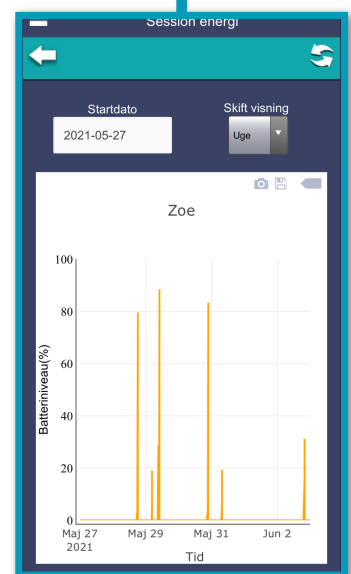 Session energi
Startdato
Skift visning
2021-05-27
Uge
Zoe
100
80
60
40
20
0
Batteriniveau(%)
Maj 27
2021
Maj 29
Maj 31
Jun 2
Tid